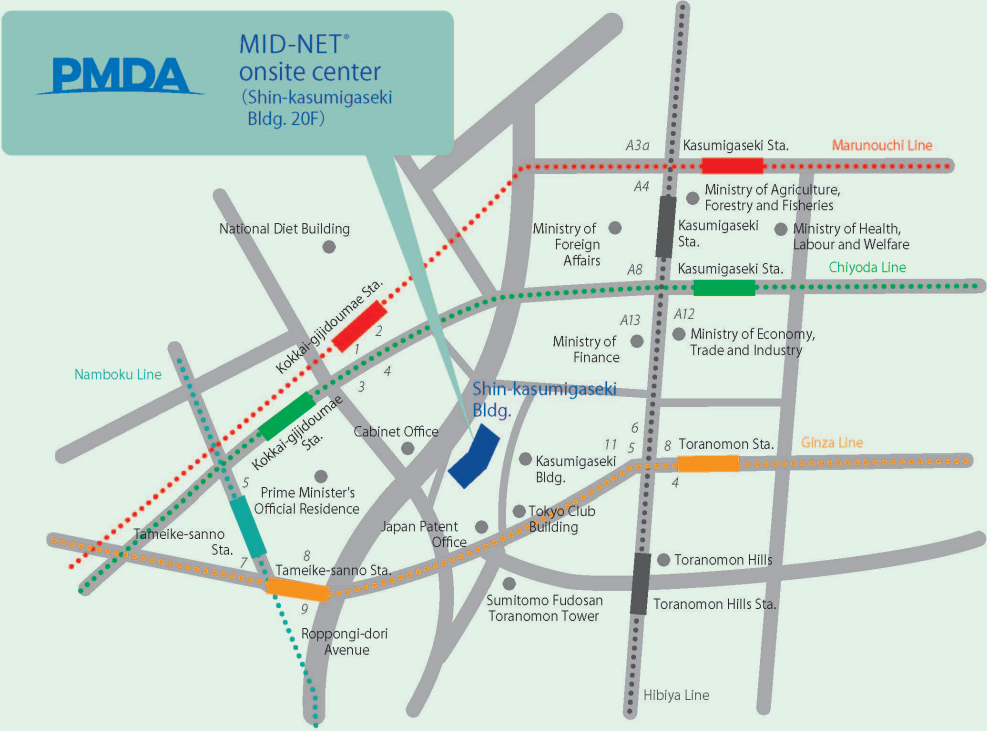 PMDA
MID-NET®
onsite center
(Shin-kasumigaseki
Bldg. 20F)
A3a
Kasumigaseki Sta.
Marunouchi Line
A4
Ministry of Agriculture,
Forestry and Fisheries
National Diet Building
Ministry of
Foreign
Affairs
Kasumigaseki
Sta.
Ministry of Health,
Labour and Welfare
A8
Kasumigaseki Sta.
Chiyoda Line
Kokkai-gijidoumae Sta.
2
1
A13
A12
Ministry of
Finance
Ministry of Economy,
Trade and Industry
Namboku Line
3
4
Kokkai-gijidoumae
Sta.
Shin-kasumigaseki
Bldg.
Cabinet Office
6
11
5
8
Toranomon Sta.
Ginza Line
4
Kasumigaseki
Bldg.
5
Prime Minister's
Official Residence
Tokyo Club
Building
Japan Patent
Office
Tameike-sanno
Sta.
7
8
Tameike-sanno Sta.
9
Toranomon Hills
Sumitomo Fudosan
Toranomon Tower
Toranomon Hills Sta.
Roppongi-dori
Avenue
Hibiya Line